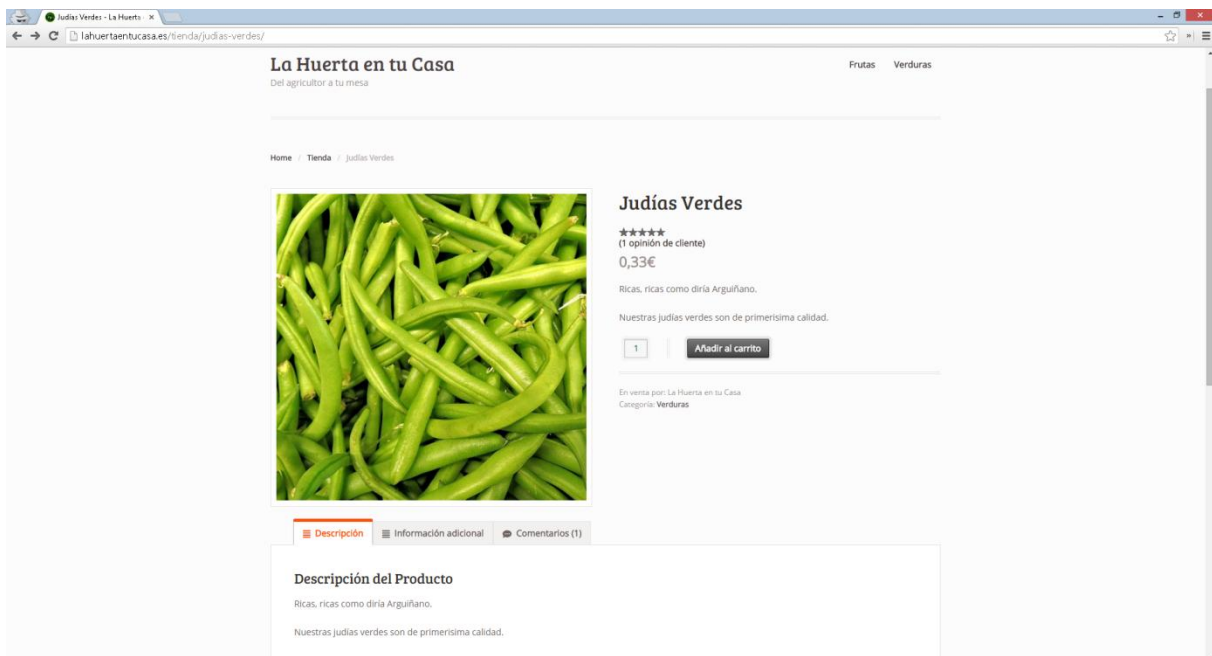 Judías Verdes - La Huerta
lahuertaentucasa.es/tienda/judias-verdes/
La Huerta en tu Casa
Del agricultor a tu mesa
Frutas Verduras
Home / Tienda / Judías Verdes
Judías Verdes
(1 opinión de cliente)
0,33€
Ricas, ricas como diría Arguiñano.
Nuestras judías verdes son de primerisima calidad.
1 Añadir al carrito
En venta por: La Huerta en tu Casa
Categoría: Verduras
Descripción Información adicional Comentarios (1)
Descripción del Producto
Ricas, ricas como diría Arguiñano.
Nuestras judías verdes son de primerisima calidad.